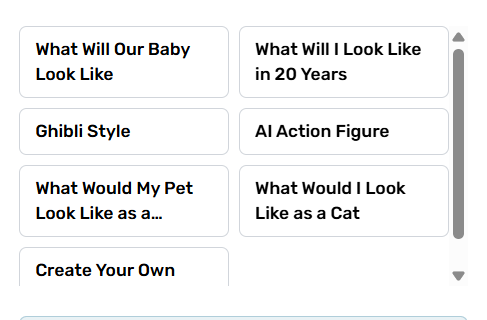 What Will Our Baby
Look Like
What Will I Look Like
in 20 Years
Ghibli Style
AI Action Figure
What Would My Pet
Look Like as a...
What Would I Look
Like as a Cat
Create Your Own